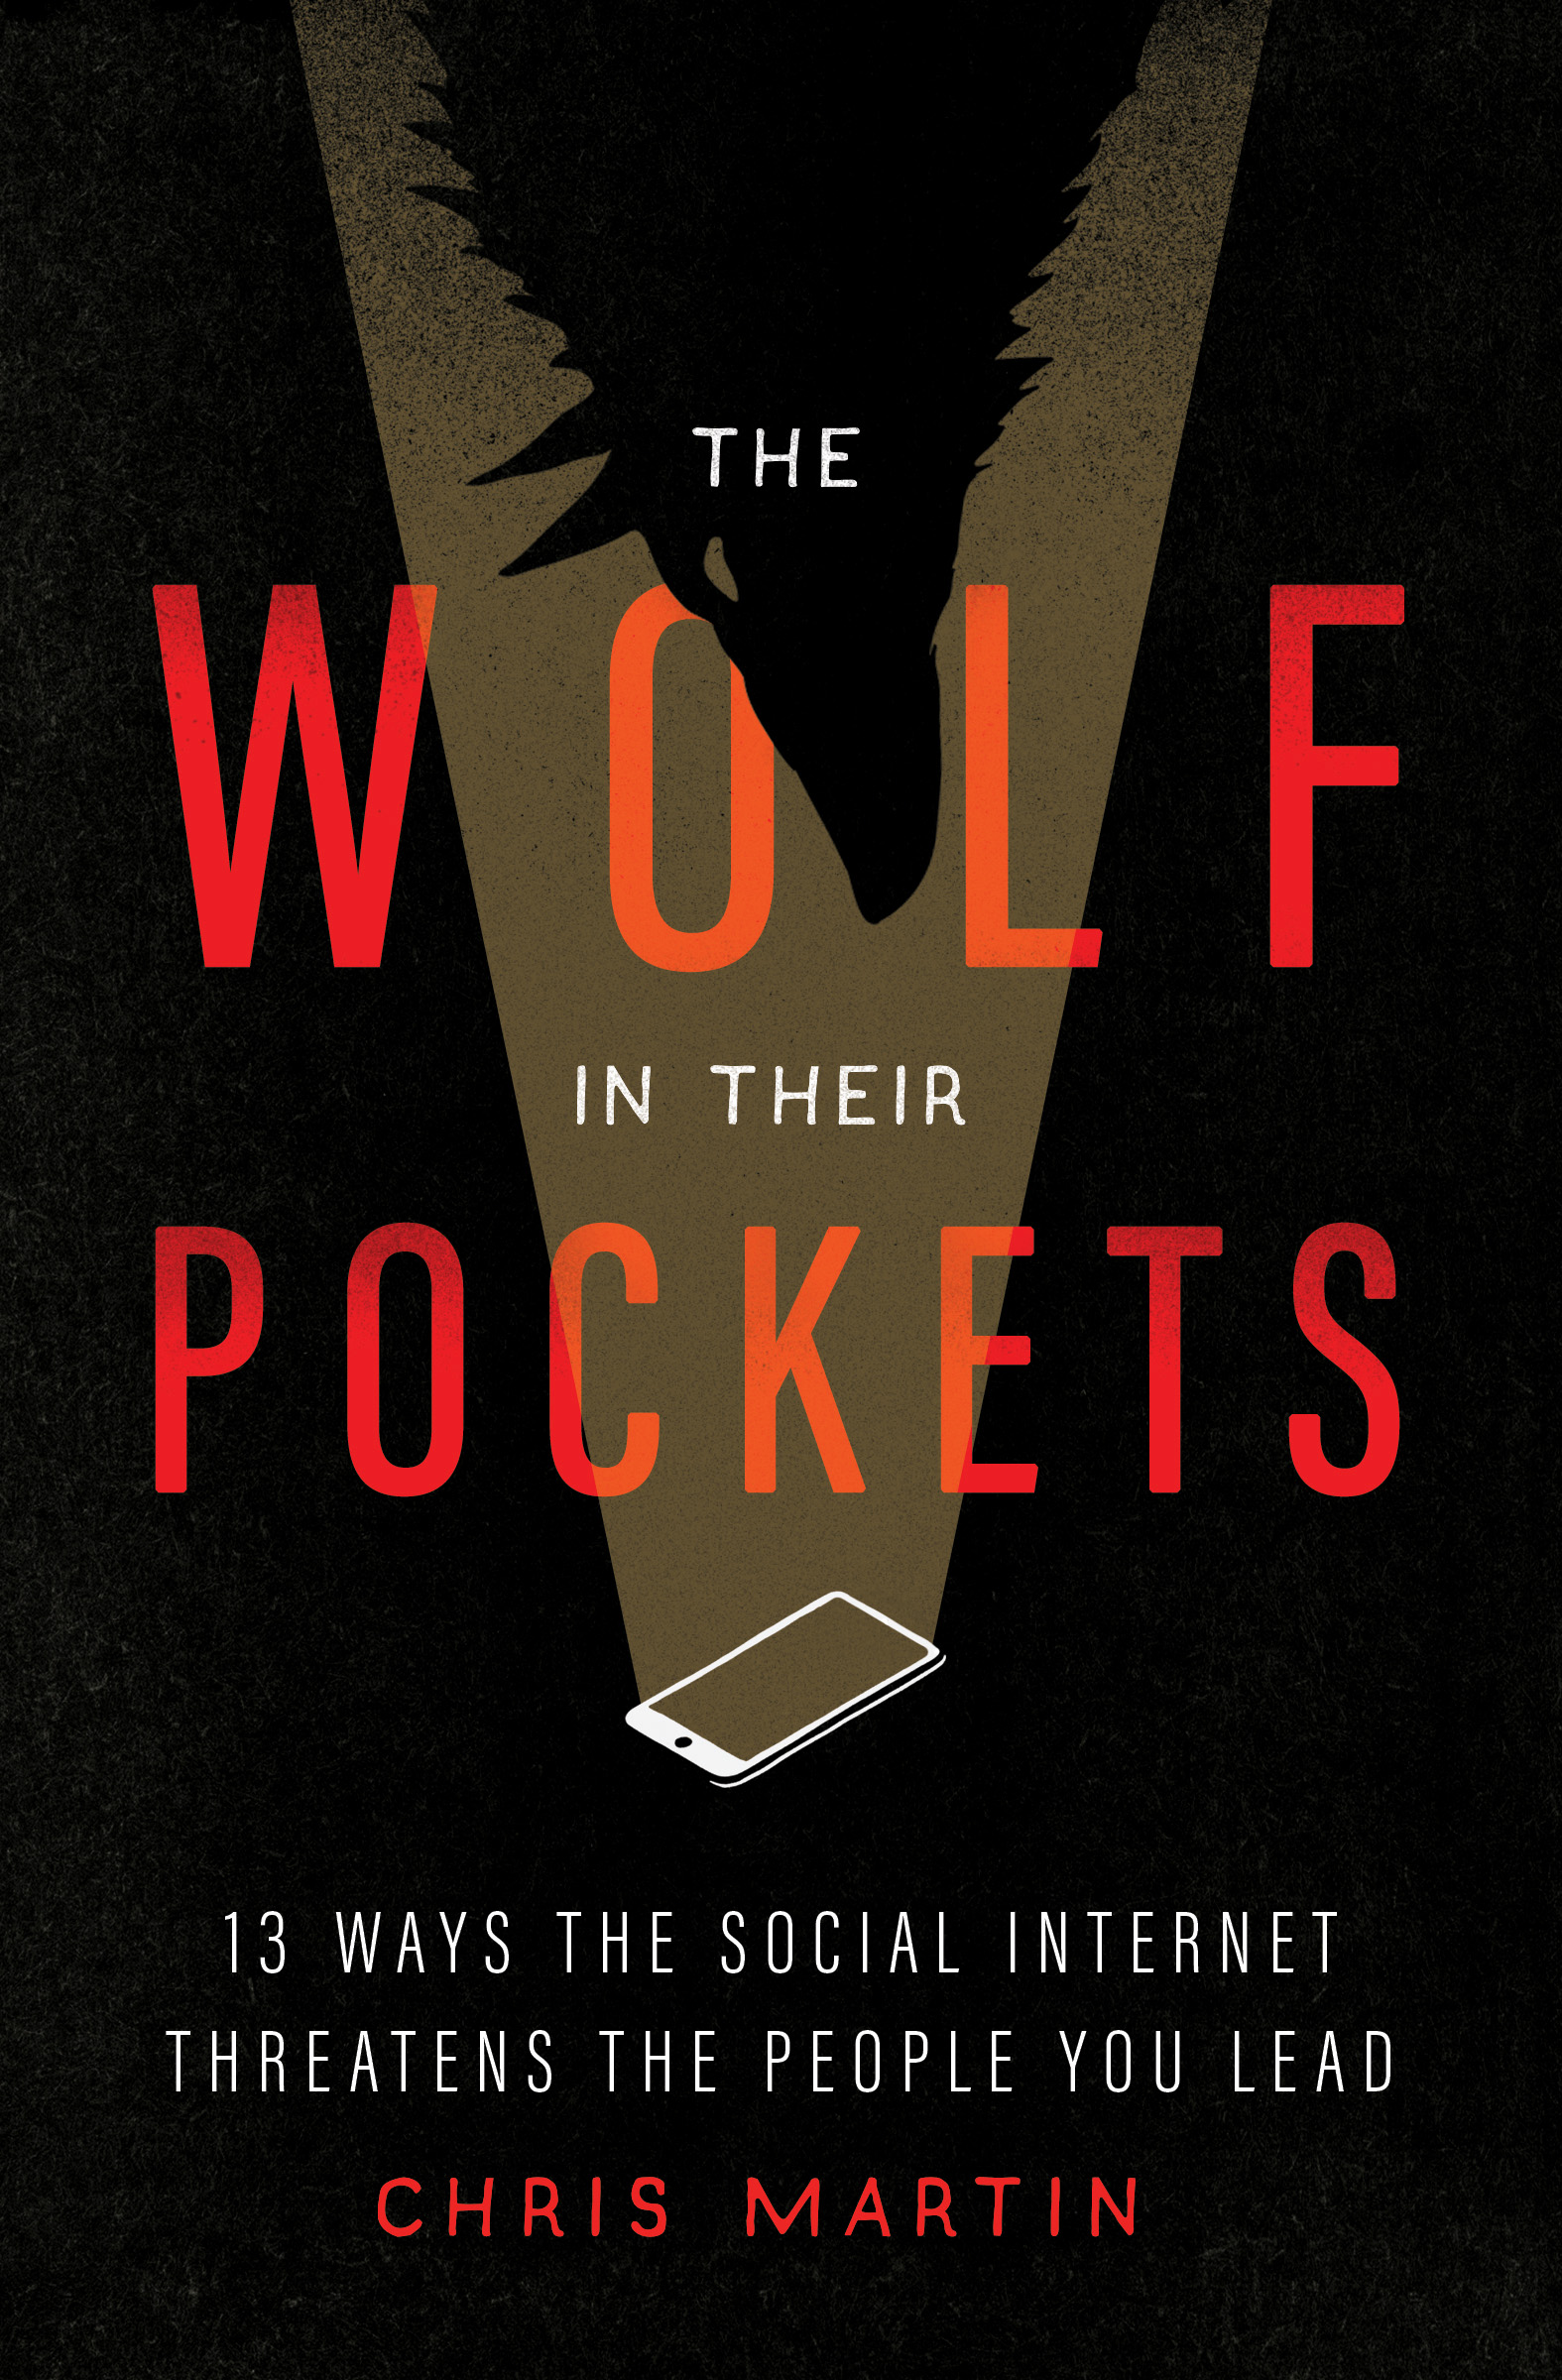 THE
WOLF
IN THEIR
POCKETS
13 WAYS THE SOCIAL INTERNET
THREATENS THE PEOPLE YOU LEAD
CHRIS MARTIN